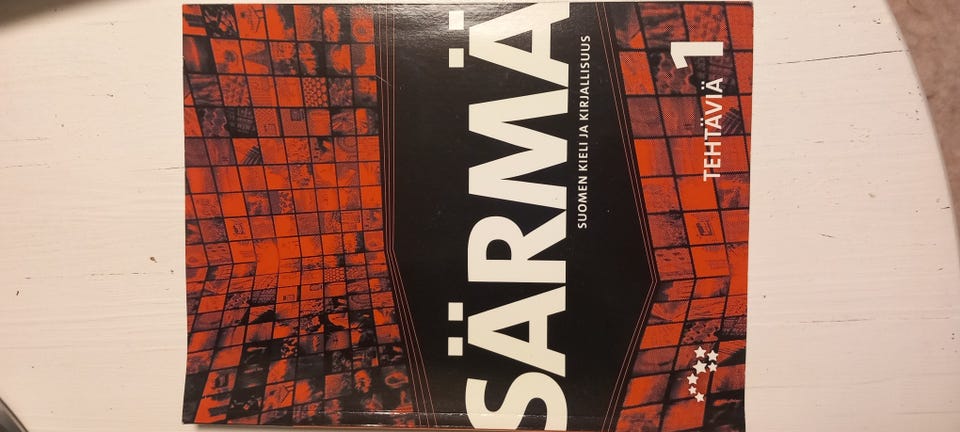 SÄRMÄ
SUOMEN KIELI JA KIRJALLISUUS
TEHTÄVIÄ 1